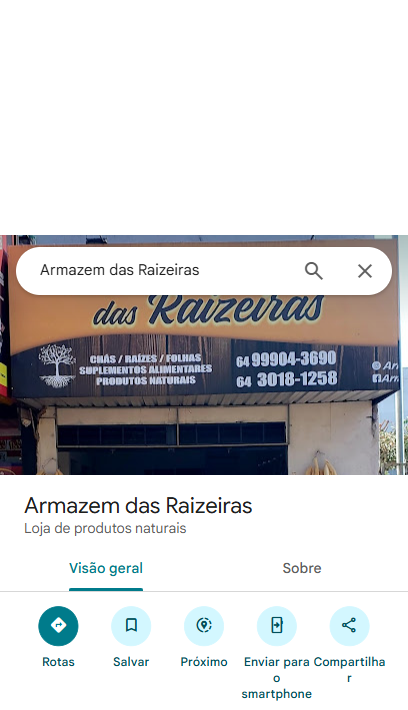 Armazem das Raizeiras
das Raizeiras
CHÁS / RAÍZES / FOLHAS
SUPLEMENTOS ALIMENTARES
PRODUTOS NATURAIS
64 99904-3690
64 3018-1258
Armazem das Raizeiras
Loja de produtos naturais
Visão geral
Sobre
Rotas
Salvar
Próximo
Enviar para
o
smartphone
Compartilha
r